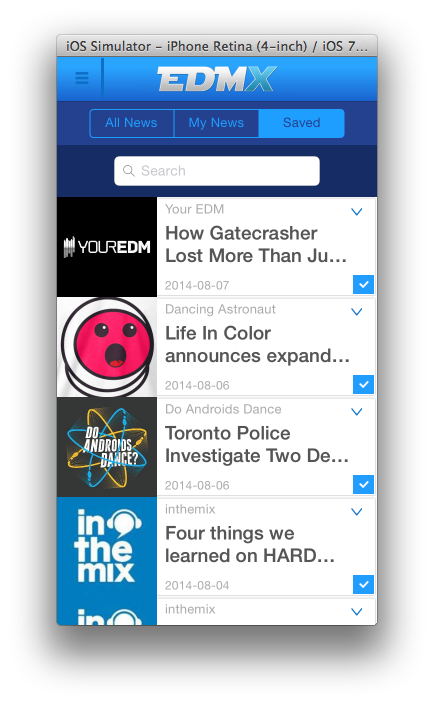 iOS Simulator – iPhone Retina (4-inch) / iOS 7...
EDMX
All News
My News
Saved
Search
YOUREDM
Your EDM
How Gatecrasher
Lost More Than Ju...
2014-08-07
Dancing Astronaut
Life In Color
announces expand...
2014-08-06
DO
ANDROIDS
DANCE?
Do Androids Dance
Toronto Police
Investigate Two De...
2014-08-06
in
the
mix
inthemix
Four things we
learned on HARD...
2014-08-04
in
inthemix